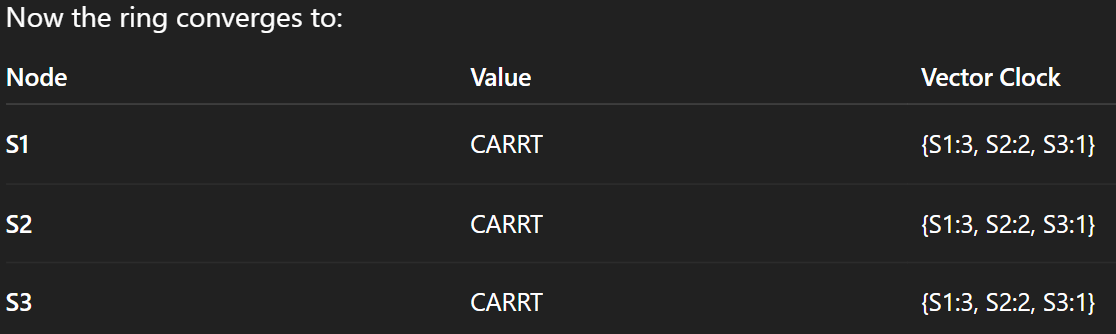 Now the ring converges to:
Node Value Vector Clock
S1 CARRT {S1:3, S2:2, S3:1}
S2 CARRT {S1:3, S2:2, S3:1}
S3 CARRT {S1:3, S2:2, S3:1}